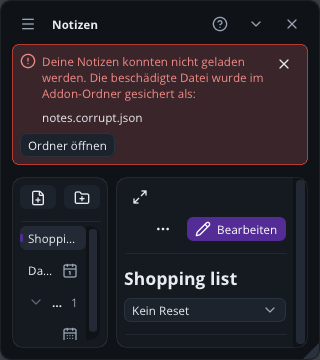 Notizen
Deine Notizen konnten nicht geladen
werden. Die beschädigte Datei wurde im
Addon-Ordner gesichert als:
notes.corrupt.json
Ordner öffnen
Shoppi...
Da...
... 1
Bearbeiten
Shopping list
Kein Reset